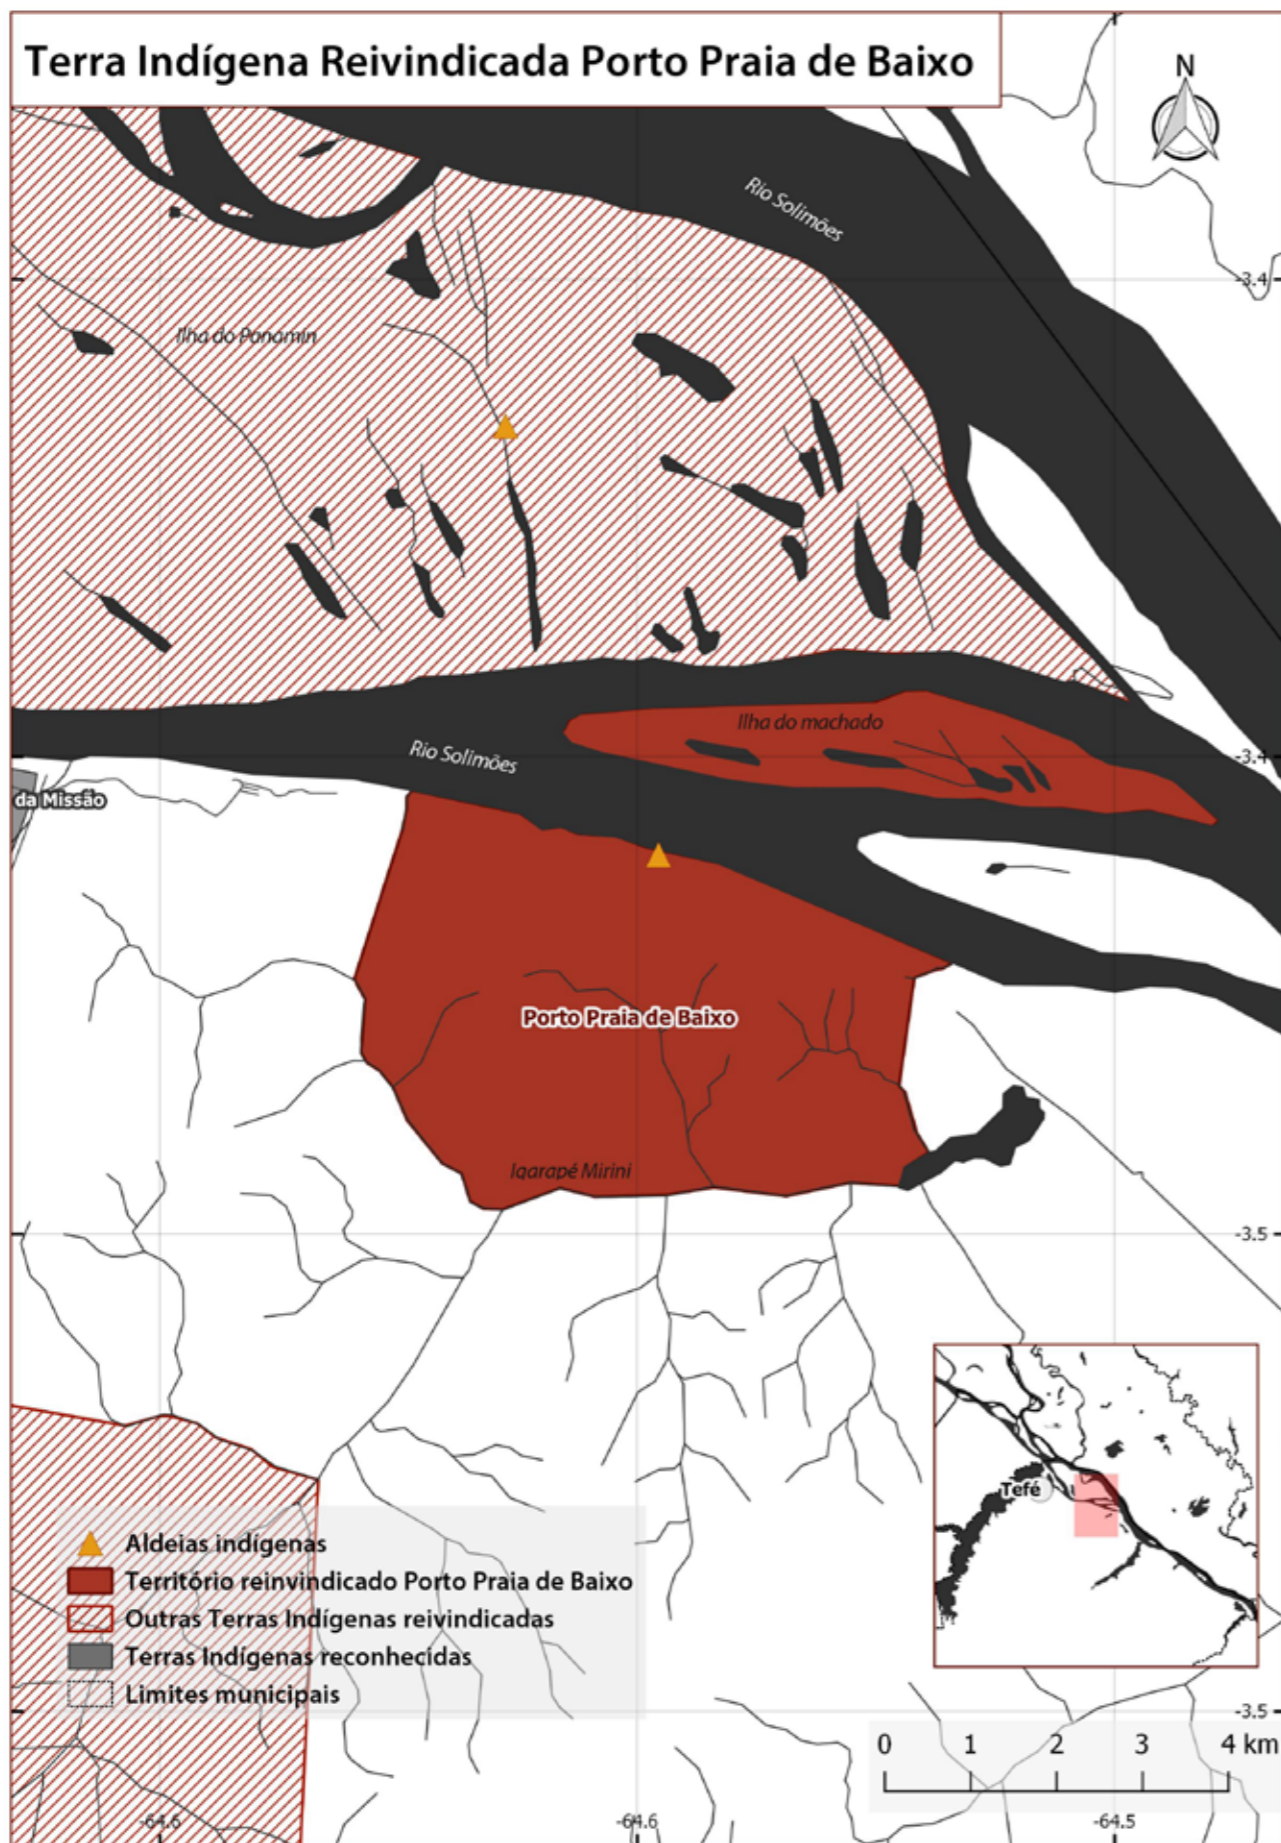 Terra Indígena Reivindicada Porto Praia de Baixo
N
Rio Solimões
-3.4
Ilha do Panamin
Ilha do machado
Rio Solimões
-3.4
da Missão
Porto Praia de Baixo
Igarapé Mirini
-3.5
Tefé
Aldeias indígenas
Território reinvindicado Porto Praia de Baixo
Outras Terras Indígenas reivindicadas
Terras Indígenas reconhecidas
Limites municipais
-3.5
0 1 2 3 4 km
-64.6 -64.6 -64.5